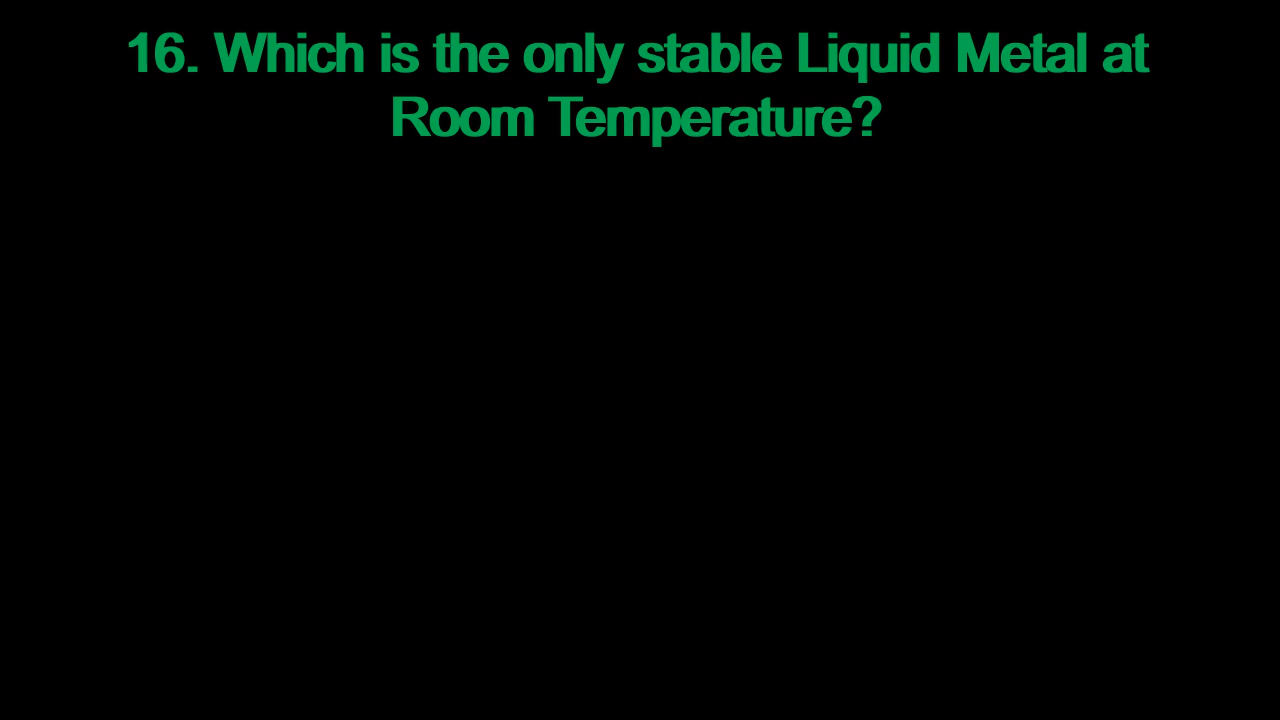 16. Which is the only stable Liquid Metal at
Room Temperature?